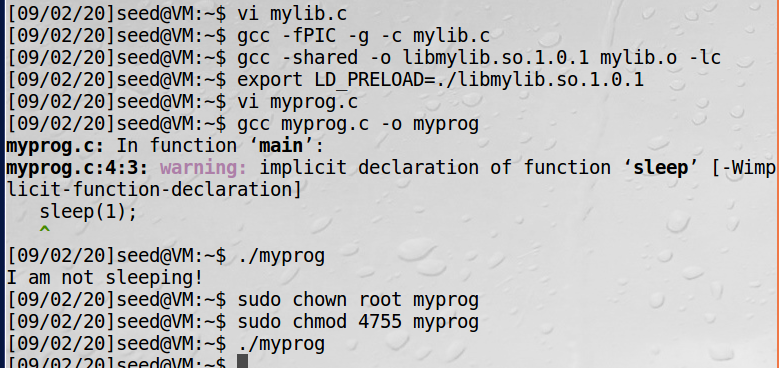 [09/02/20]seed@VM:~$ vi mylib.c
[09/02/20]seed@VM:~$ gcc -fPIC -g -c mylib.c
[09/02/20]seed@VM:~$ gcc -shared -o libmylib.so.1.0.1 mylib.o -lc
[09/02/20]seed@VM:~$ export LD_PRELOAD=./libmylib.so.1.0.1
[09/02/20]seed@VM:~$ vi myprog.c
[09/02/20]seed@VM:~$ gcc myprog.c -o myprog
myprog.c: In function ‘main’:
myprog.c:4:3: warning: implicit declaration of function ‘sleep’ [-Wimp
licit-function-declaration]
   sleep(1);
   ^
[09/02/20]seed@VM:~$ ./myprog
I am not sleeping!
[09/02/20]seed@VM:~$ sudo chown root myprog
[09/02/20]seed@VM:~$ sudo chmod 4755 myprog
[09/02/20]seed@VM:~$ ./myprog
[09/02/20]seed@VM:~$